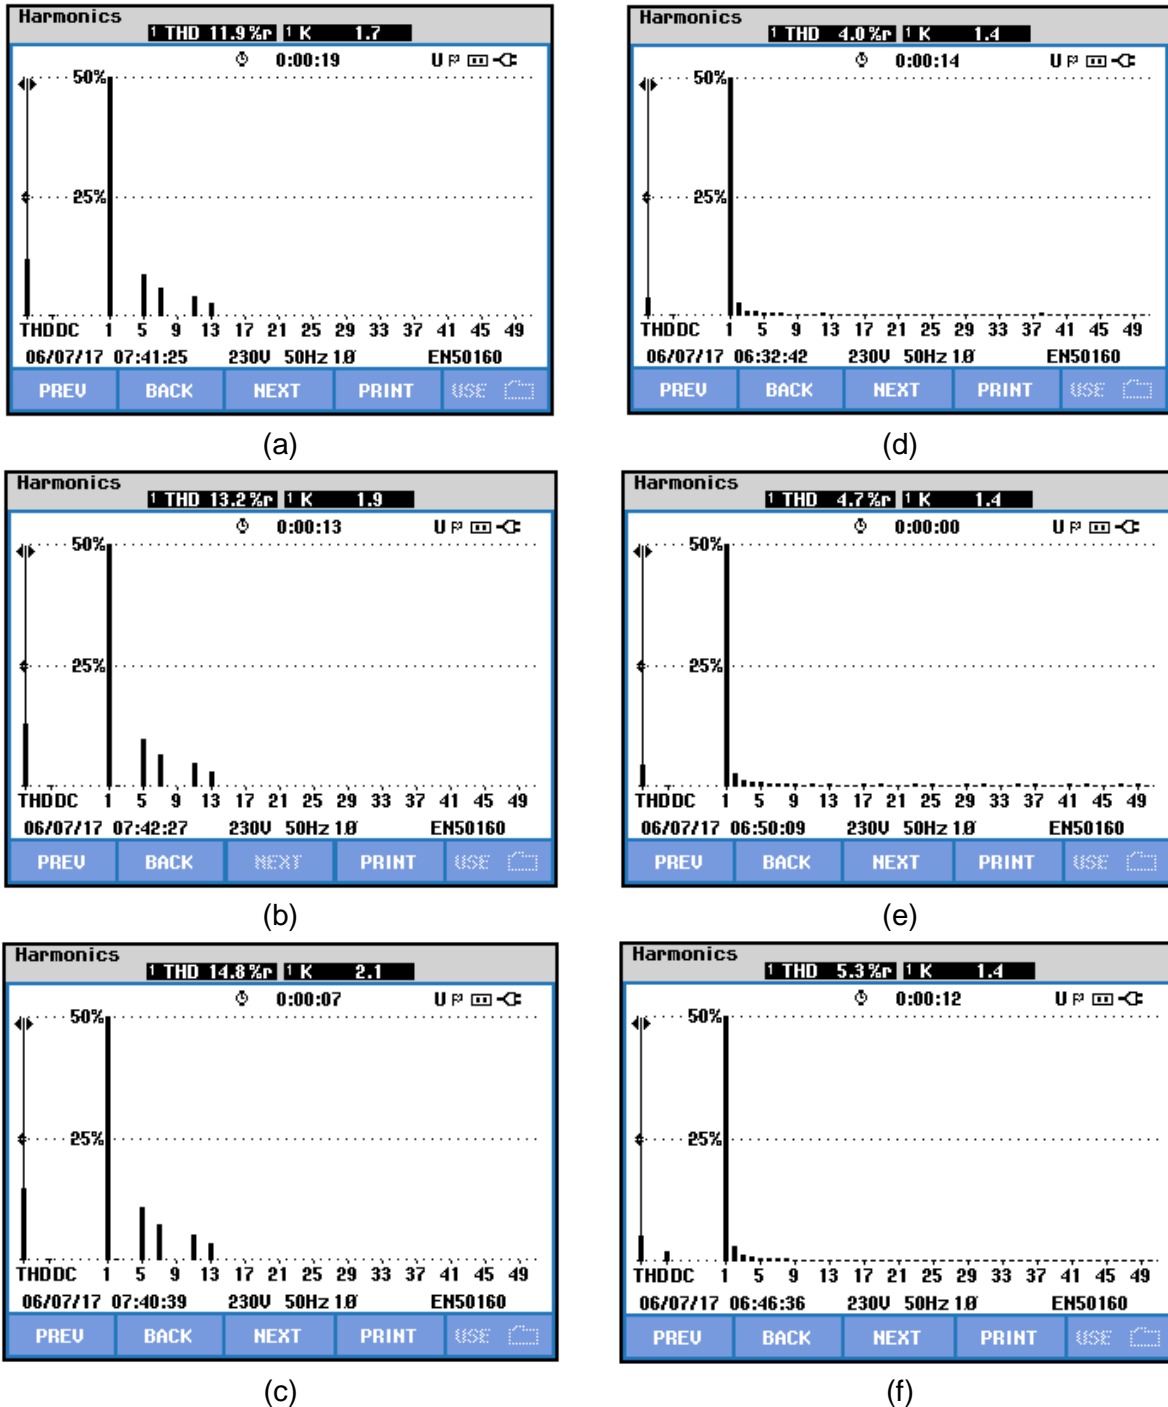 Harmonics
1 THD 11.9%r 1 K 1.7
0:00:19 U
50%
25%
THDDC 1 5 9 13 17 21 25 29 33 37 41 45 49
06/07/17 07:41:25 230V 50Hz 1Ø EN50160
PREV BACK NEXT PRINT USE
(a)
Harmonics
1 THD 13.2%r 1 K 1.9
0:00:13 U
50%
25%
THDDC 1 5 9 13 17 21 25 29 33 37 41 45 49
06/07/17 07:42:27 230V 50Hz 1Ø EN50160
PREV BACK NEXT PRINT USE
(b)
Harmonics
1 THD 14.8%r 1 K 2.1
0:00:07 U
50%
25%
THDDC 1 5 9 13 17 21 25 29 33 37 41 45 49
06/07/17 07:40:39 230V 50Hz 1Ø EN50160
PREV BACK NEXT PRINT USE
(c)
Harmonics
1 THD 4.0%r 1 K 1.4
0:00:14 U
50%
25%
THDDC 1 5 9 13 17 21 25 29 33 37 41 45 49
06/07/17 06:32:42 230V 50Hz 1Ø EN50160
PREV BACK NEXT PRINT USE
(d)
Harmonics
1 THD 4.7%r 1 K 1.4
0:00:00 U
50%
25%
THDDC 1 5 9 13 17 21 25 29 33 37 41 45 49
06/07/17 06:50:09 230V 50Hz 1Ø EN50160
PREV BACK NEXT PRINT USE
(e)
Harmonics
1 THD 5.3%r 1 K 1.4
0:00:12 U
50%
25%
THDDC 1 5 9 13 17 21 25 29 33 37 41 45 49
06/07/17 06:46:36 230V 50Hz 1Ø EN50160
PREV BACK NEXT PRINT USE
(f)